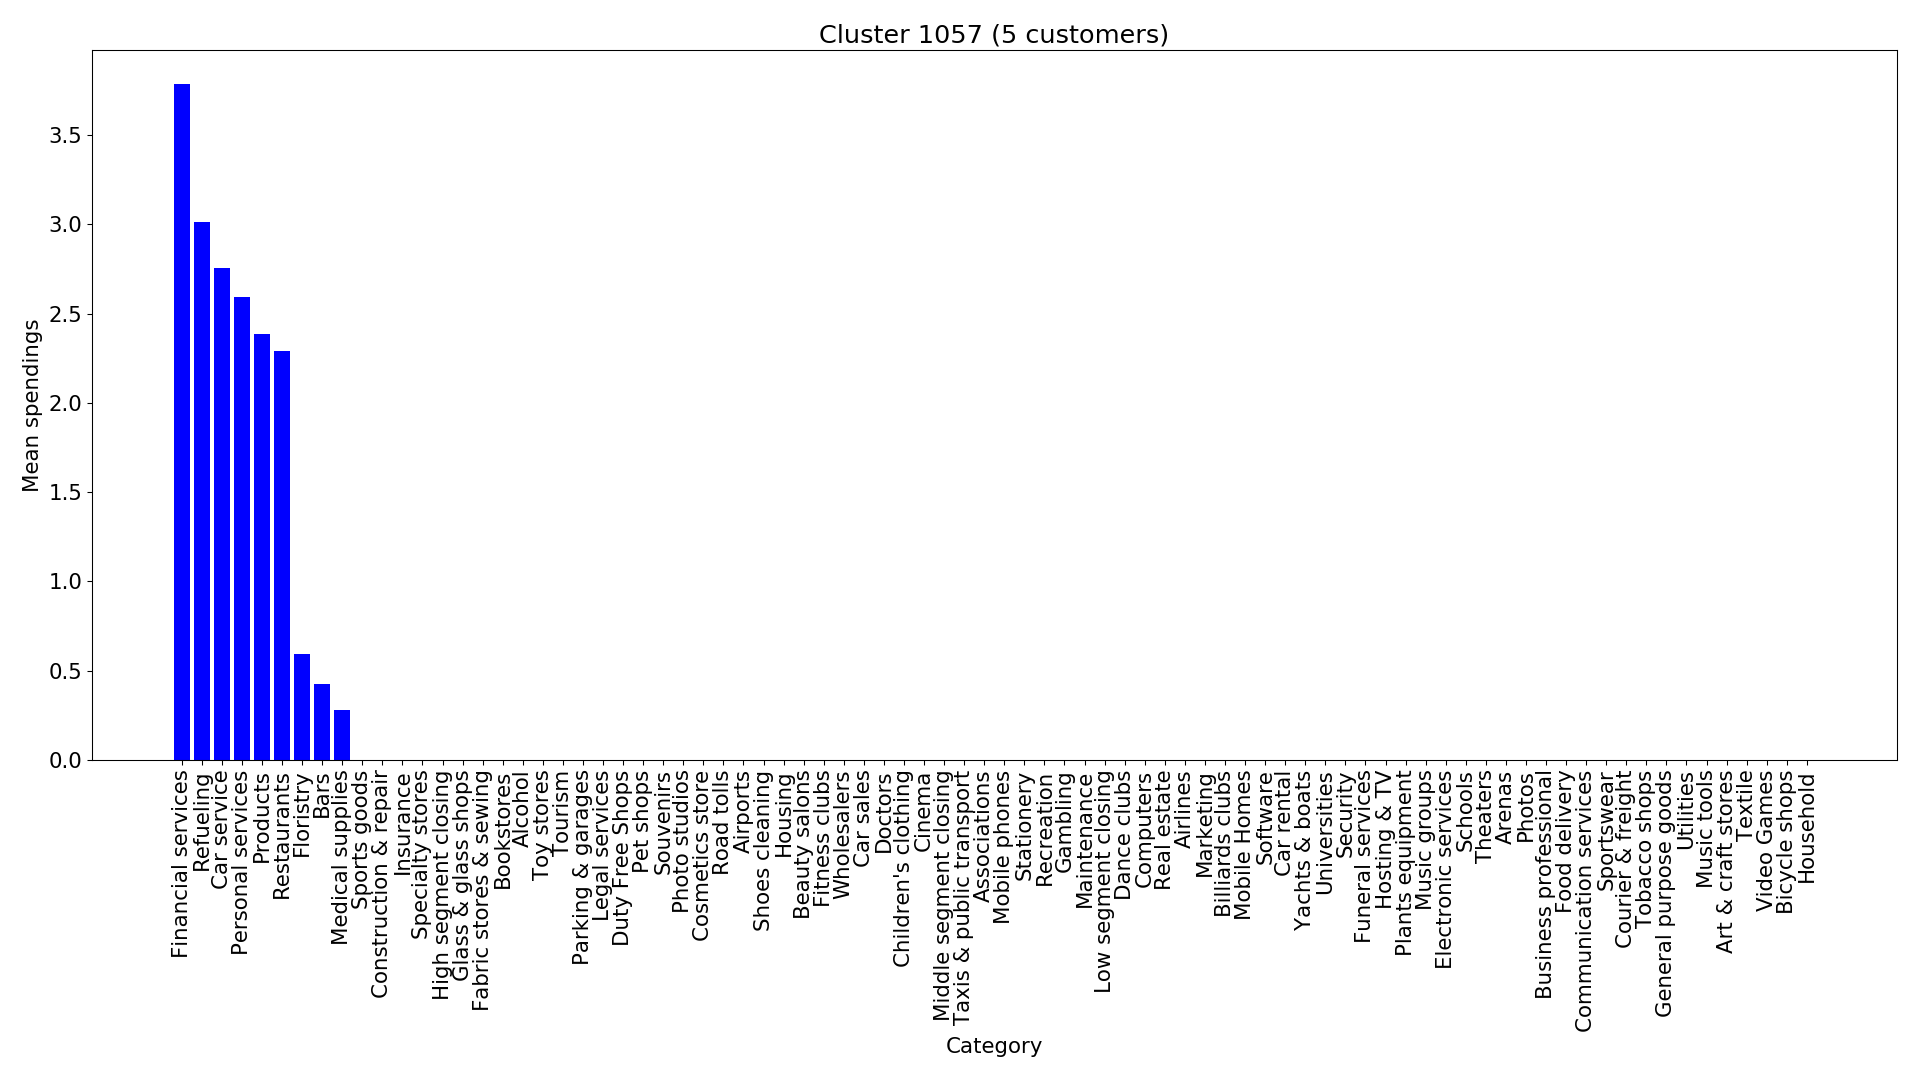 Cluster 1057 (5 customers)
Mean spendings
3.5
3.0
2.5
2.0
1.5
1.0
0.5
0.0
Financial services
Refueling
Car service
Personal services
Products
Restaurants
Floristry
Bars
Medical supplies
Sports goods
Construction & repair
Insurance
Specialty stores
High segment closing
Glass & glass shops
Fabric stores & sewing
Bookstores
Alcohol
Toy stores
Tourism
Parking & garages
Legal services
Duty Free Shops
Pet shops
Souvenirs
Photo studios
Cosmetics store
Road tolls
Airports
Shoes cleaning
Housing
Beauty salons
Fitness clubs
Wholesalers
Car sales
Doctors
Children's clothing
Cinema
Middle segment closing
Taxis & public transport
Associations
Mobile phones
Stationery
Recreation
Gambling
Maintenance
Low segment closing
Dance clubs
Computers
Real estate
Airlines
Marketing
Billiards clubs
Mobile Homes
Software
Car rental
Yachts & boats
Universities
Security
Funeral services
Hosting & TV
Plants equipment
Music groups
Electronic services
Schools
Theaters
Arenas
Photos
Business professional
Food delivery
Communication services
Sportswear
Courier & freight
Tobacco shops
General purpose goods
Utilities
Music tools
Art & craft stores
Textile
Video Games
Bicycle shops
Household
Category